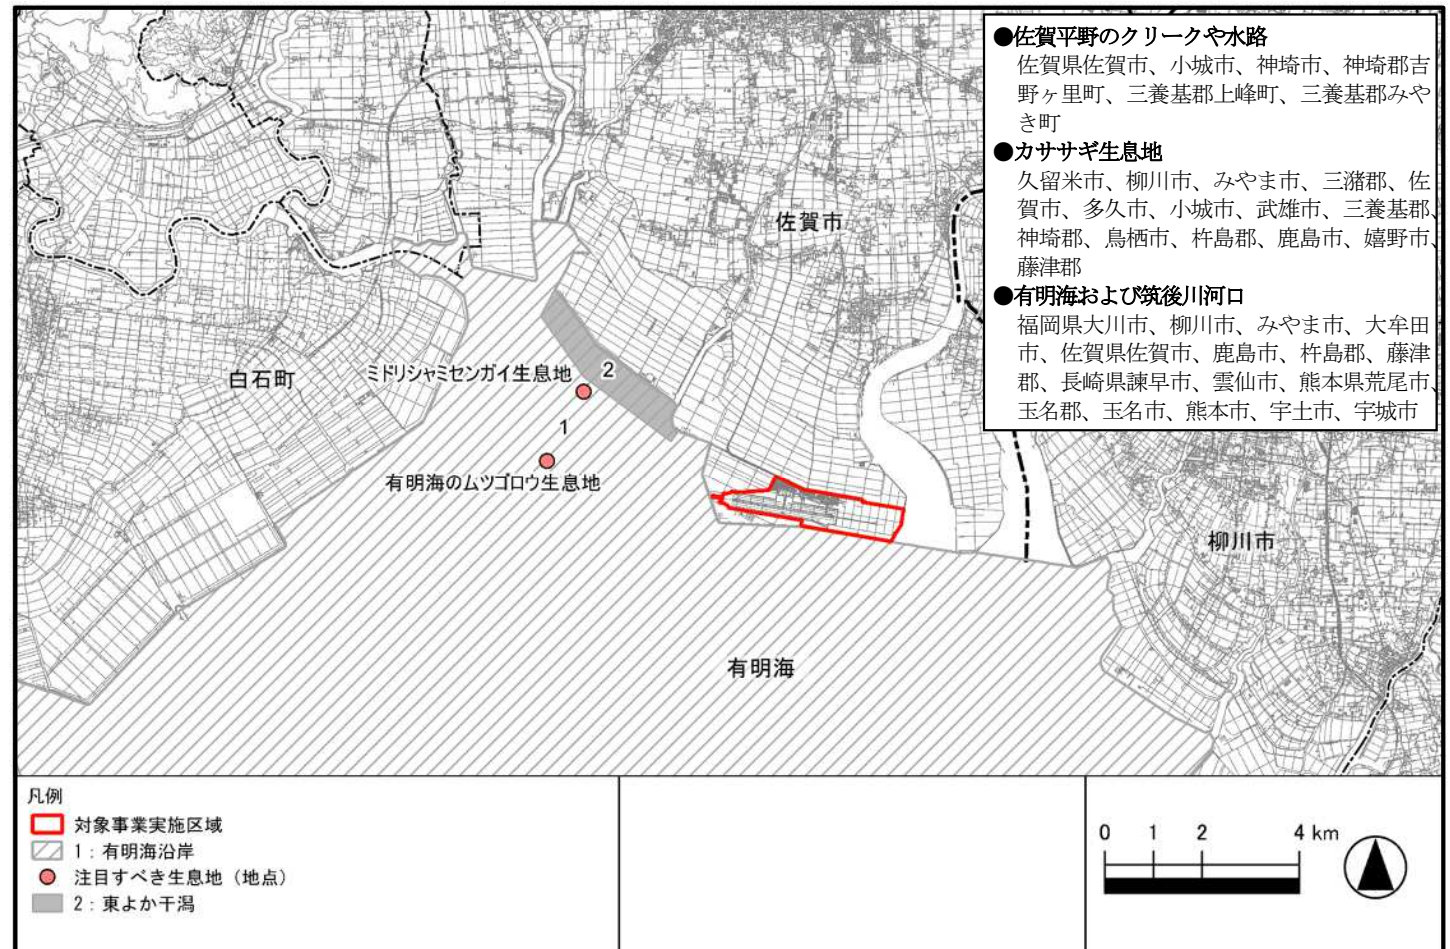 ●佐賀平野のクリークや水路
佐賀県佐賀市、小城市、神埼市、神埼郡吉
野ヶ里町、三養基郡上峰町、三養基郡みや
き町
●カササギ生息地
久留米市、柳川市、みやま市、三潴郡、佐
賀市、多久市、小城市、武雄市、三養基郡、
神埼郡、鳥栖市、杵島郡、鹿島市、嬉野市、
藤津郡
●有明海および筑後川河口
福岡県大川市、柳川市、みやま市、大牟田
市、佐賀県佐賀市、鹿島市、杵島郡、藤津
郡、長崎県諫早市、雲仙市、熊本県荒尾市、
玉名郡、玉名市、熊本市、宇土市、宇城市
佐賀市
白石町
ミドリシャミセンガイ生息地
2
1
有明海のムツゴロウ生息地
柳川市
有明海
凡例
対象事業実施区域
1：有明海沿岸
注目すべき生息地（地点）
2：東よか干潟
0 1 2 4 km